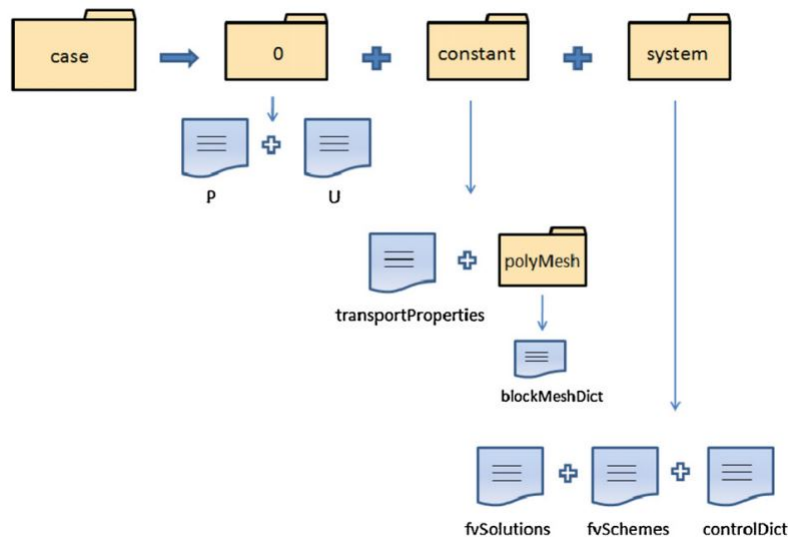 case
0
constant
system
P
U
polyMesh
transportProperties
blockMeshDict
fvSolutions
fvSchemes
controlDict